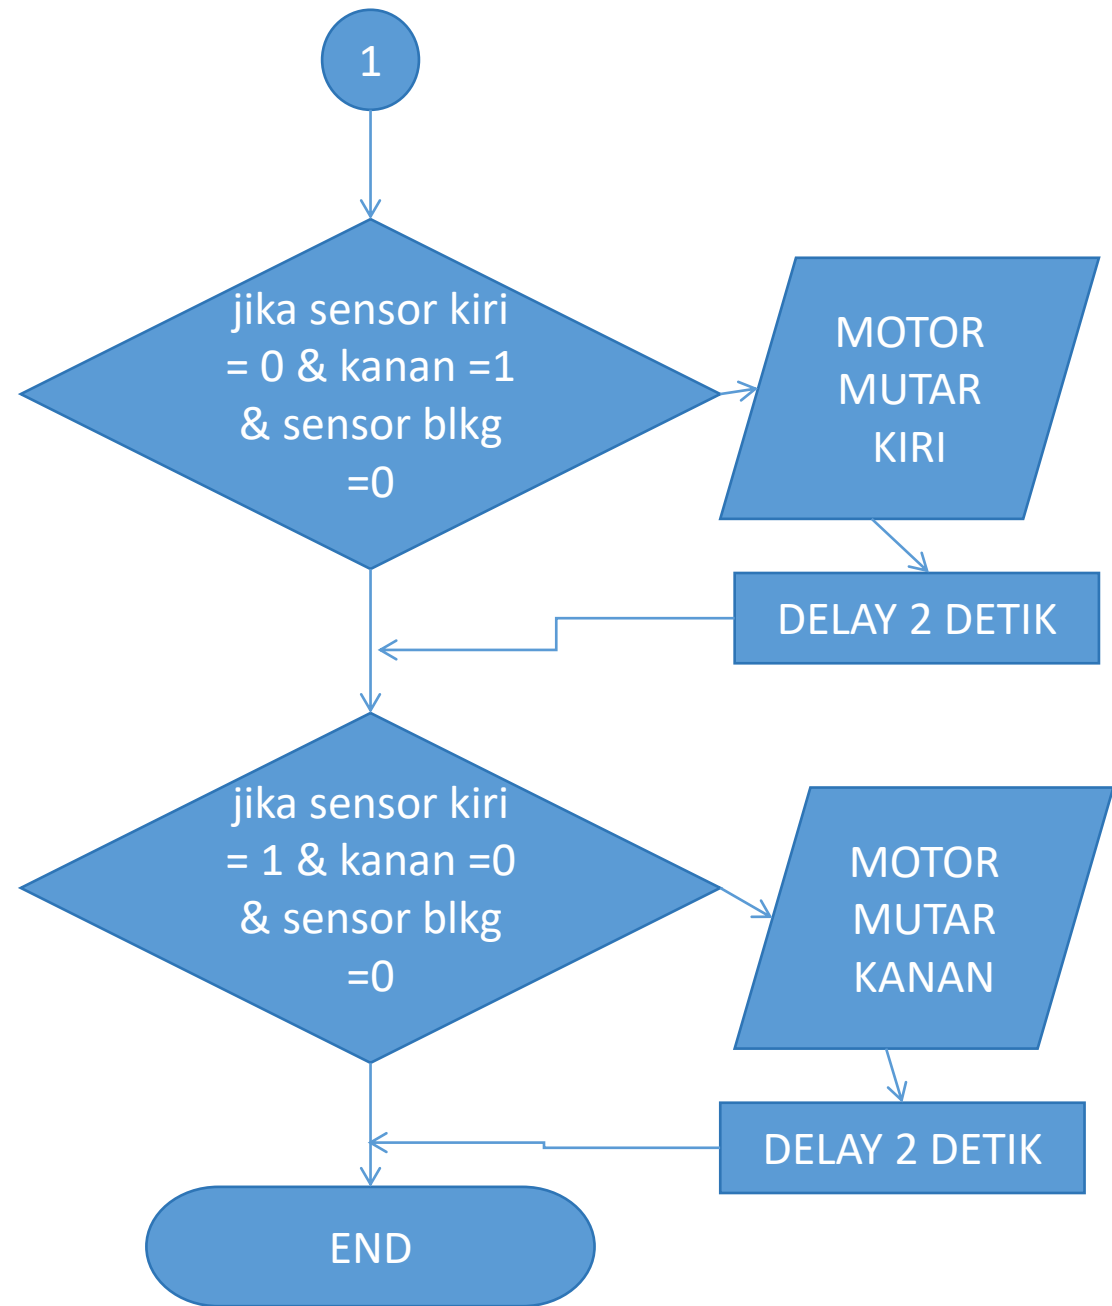 1
jika sensor kiri
= 0 & kanan =1
& sensor blkg
=0
MOTOR
MUTAR
KIRI
DELAY 2 DETIK
jika sensor kiri
= 1 & kanan =0
& sensor blkg
=0
MOTOR
MUTAR
KANAN
DELAY 2 DETIK
END